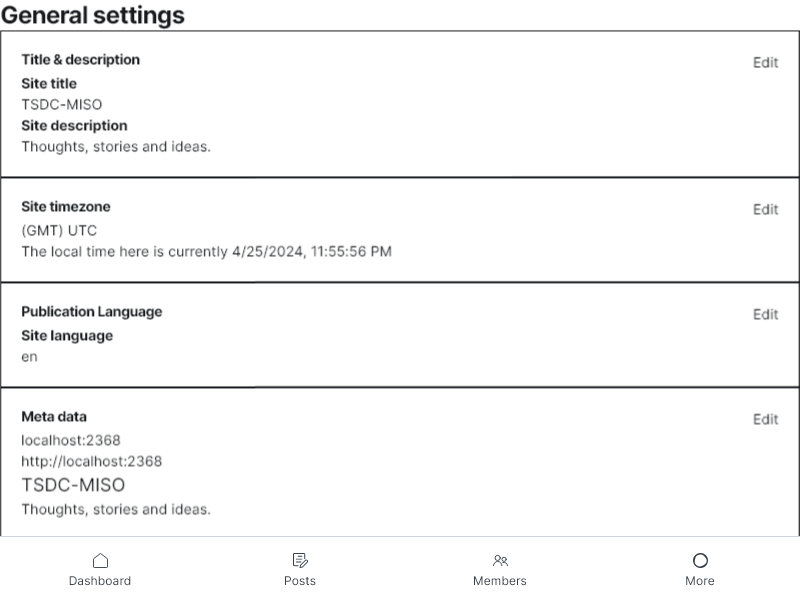 General settings
Title & description
Edit
Site title
TSDC-MISO
Site description
Thoughts, stories and ideas.
Site timezone
Edit
(GMT) UTC
The local time here is currently 4/25/2024, 11:55:56 PM
Publication Language
Edit
Site language
en
Meta data
Edit
localhost:2368
http://localhost:2368
TSDC-MISO
Thoughts, stories and ideas.
Dashboard
Posts
Members
More